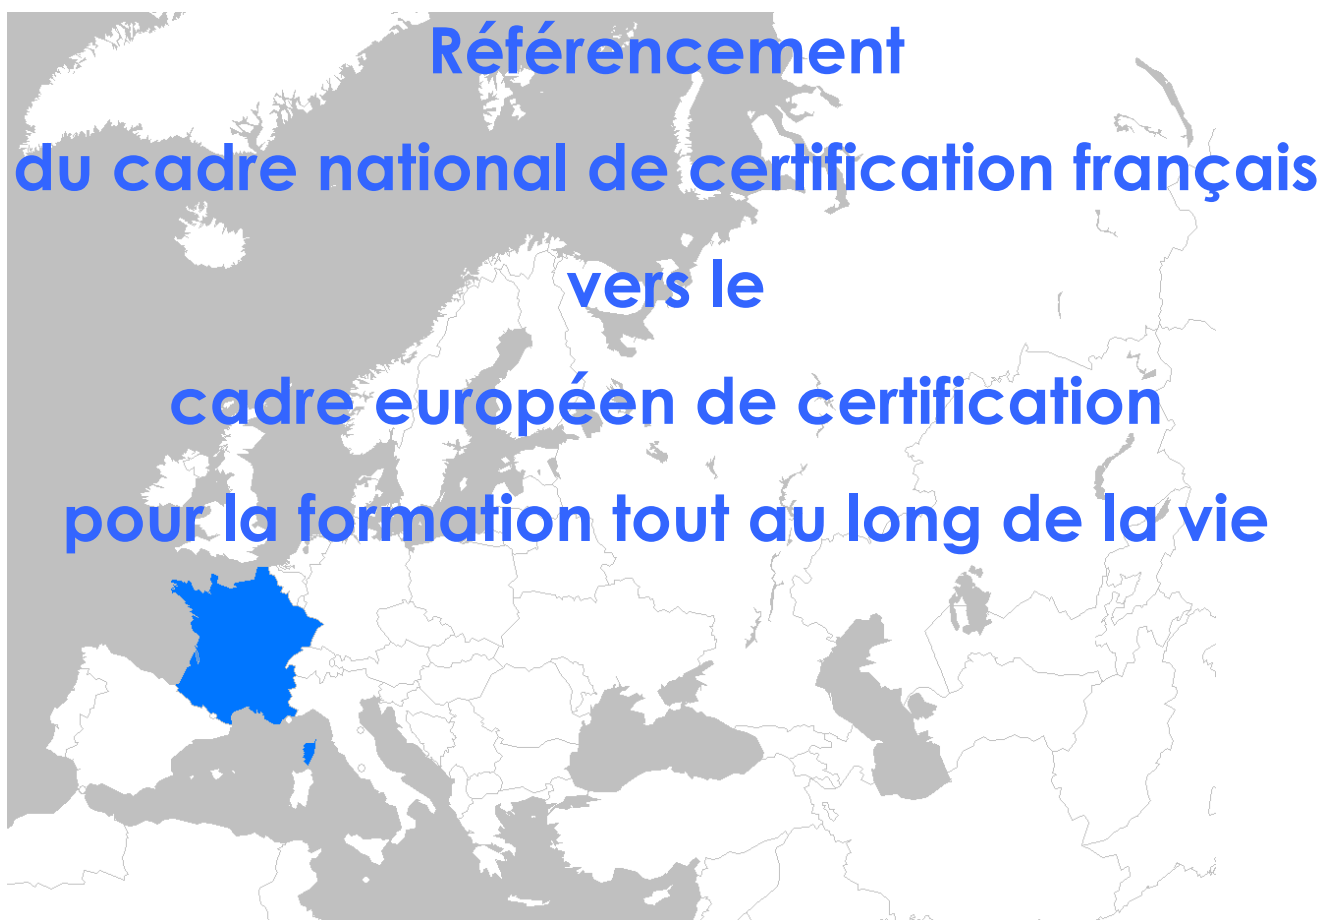 Référencement
du cadre national de certification français
vers le
cadre européen de certification
pour la formation tout au long de la vie